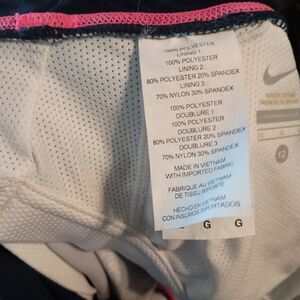 100% POLYESTER
LINING 1
100% POLYESTER
LINING 2
80% POLYESTER 20% SPANDEX
LINING 3
70% NYLON 30% SPANDEX
100% POLYESTER
DOUBLURE 1
100% POLYESTER
DOUBLURE 2
80% POLYESTER 20% SPANDEX
DOUBLURE 3
70% NYLON 30% SPANDEX
MADE IN VIETNAM
WITH IMPORTED FABRIC
FABRIQUE AU VIETNAM
DE TISSU IMPORTE
HECHO EN VIETNAM
CON INSUMOS IMPORTADOS
G G